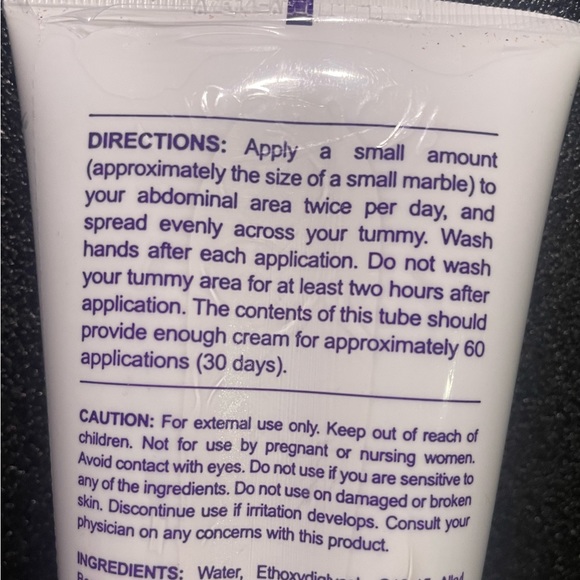 DIRECTIONS: Apply a small amount
(approximately the size of a small marble) to
your abdominal area twice per day, and
spread evenly across your tummy. Wash
hands after each application. Do not wash
your tummy area for at least two hours after
application. The contents of this tube should
provide enough cream for approximately 60
applications (30 days).
CAUTION: For external use only. Keep out of reach of
children. Not for use by pregnant or nursing women.
Avoid contact with eyes. Do not use if you are sensitive to
any of the ingredients. Do not use on damaged or broken
skin. Discontinue use if irritation develops. Consult your
physician on any concerns with this product.
INGREDIENTS: Water,